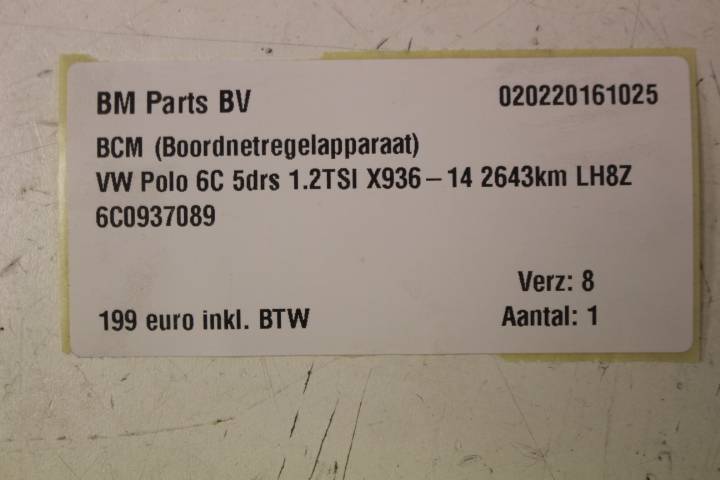 BM Parts BV 020220161025
BCM (Boordnetregelapparaat)
VW Polo 6C 5drs 1.2TSI X936-14 2643km LH8Z
6C0937089
Verz: 8
199 euro inkl. BTW Aantal: 1